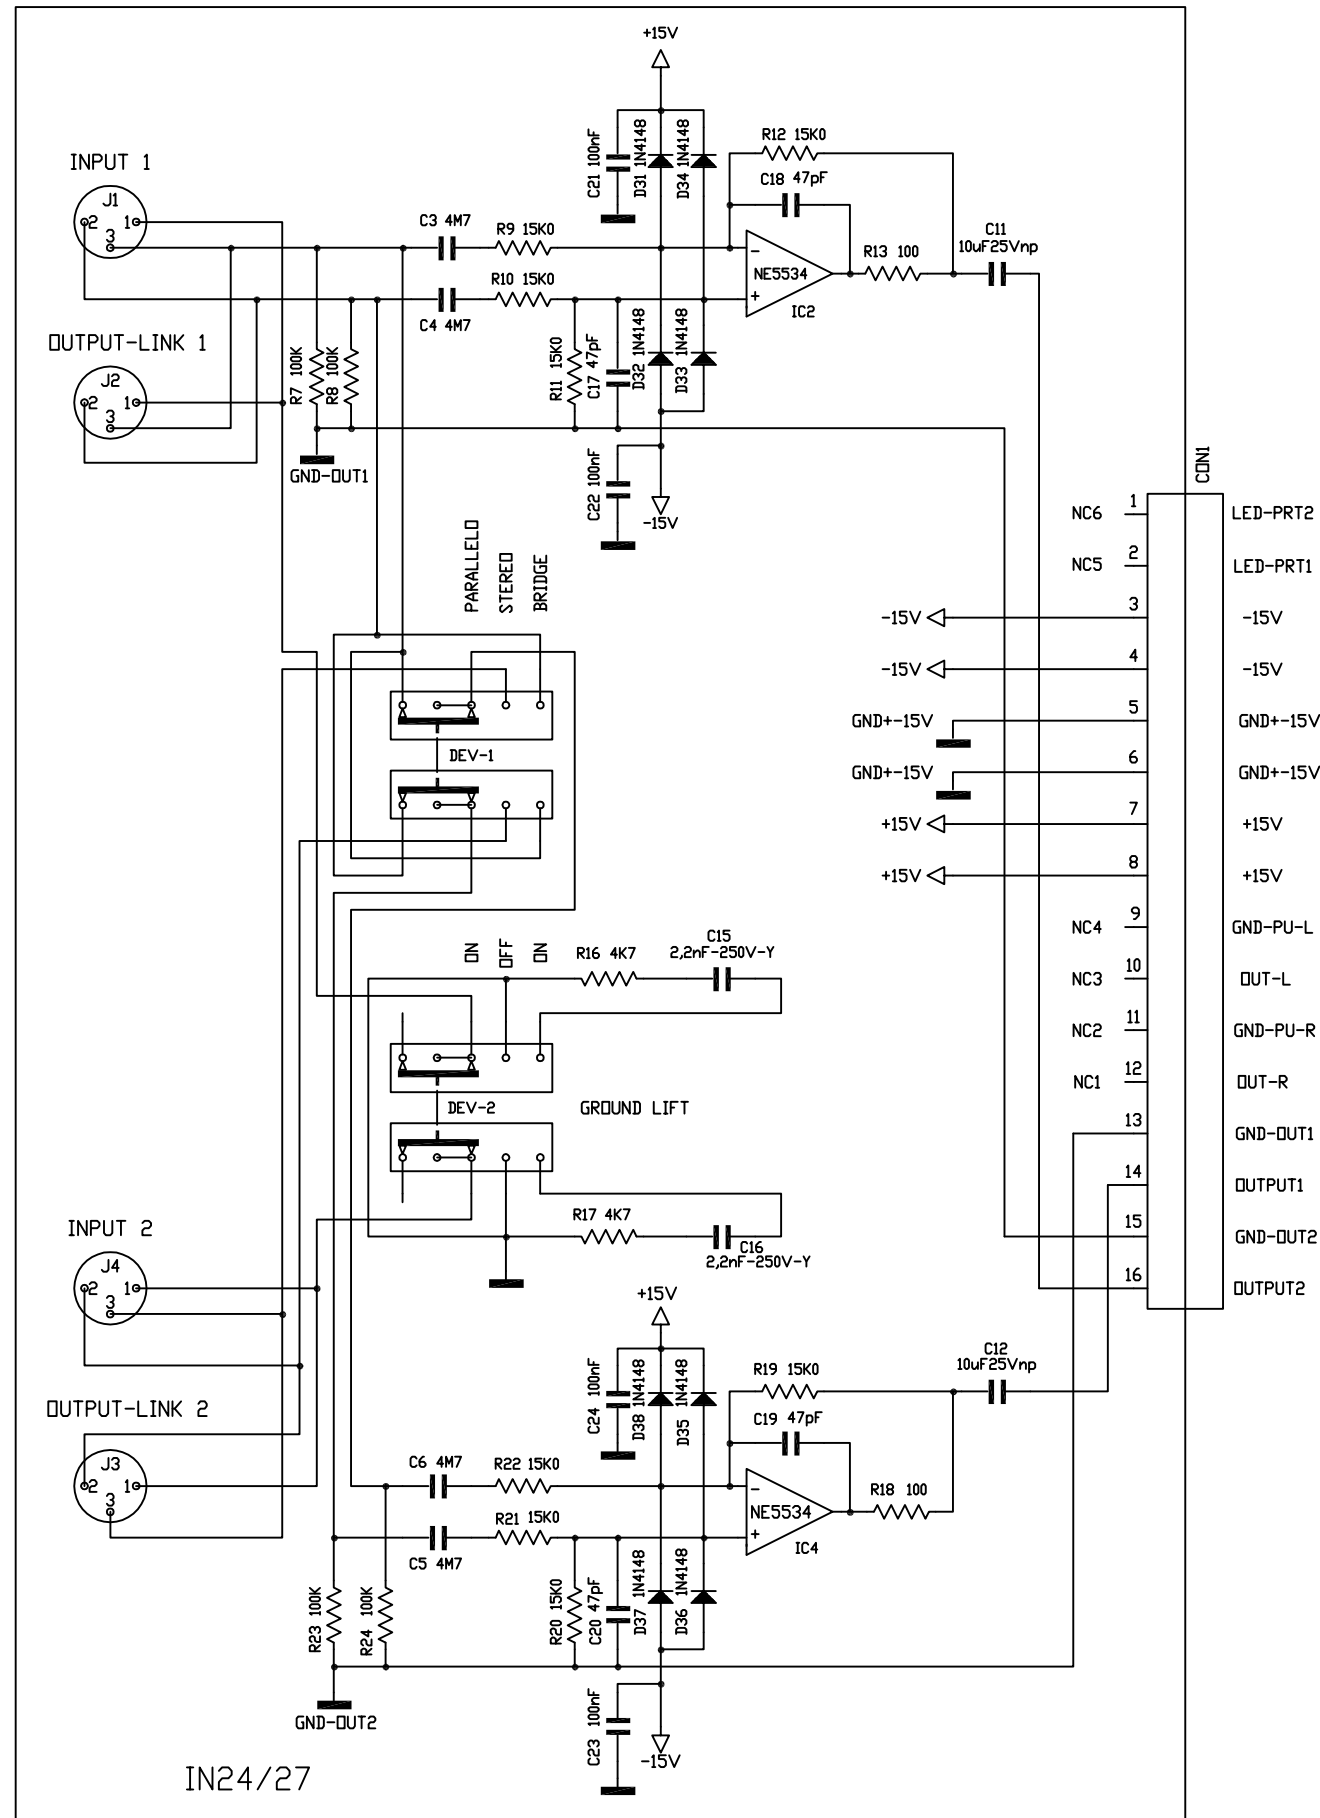 +15V
INPUT 1
J1
2
1
3
C3 4M7
R9 15K0
C21 100nF
D31 1N4148
D34 1N4148
R12 15K0
C18 47pF
-
+
NE5534
IC2
R13 100
C11
10uF25Vnp
R10 15K0
C4 4M7
OUTPUT-LINK 1
J2
2
1
3
R7 100K
R8 100K
R11 15K0
C17 47pF
D32 1N4148
D33 1N4148
GND-OUT1
C22 100nF
-15V
PARALLELO
STEREO
BRIDGE
DEV-1
CON1
NC6
1
LED-PRT2
NC5
2
LED-PRT1
-15V
3
-15V
-15V
4
-15V
GND+-15V
5
GND+-15V
GND+-15V
6
GND+-15V
+15V
7
+15V
+15V
8
+15V
NC4
9
GND-PU-L
NC3
10
OUT-L
NC2
11
GND-PU-R
NC1
12
OUT-R
13
GND-OUT1
14
OUTPUT1
15
GND-OUT2
16
OUTPUT2
ON
OFF
ON
R16 4K7
C15
2,2nF-250V-Y
DEV-2
GROUND LIFT
R17 4K7
C16
2,2nF-250V-Y
INPUT 2
J4
2
1
3
+15V
OUTPUT-LINK 2
J3
2
1
3
C24 100nF
D38 1N4148
D35 1N4148
R19 15K0
C19 47pF
C12
10uF25Vnp
C6 4M7
R22 15K0
-
+
NE5534
IC4
R18 100
R21 15K0
C5 4M7
R23 100K
R24 100K
R20 15K0
C20 47pF
D37 1N4148
D36 1N4148
GND-OUT2
C23 100nF
-15V
IN24/27